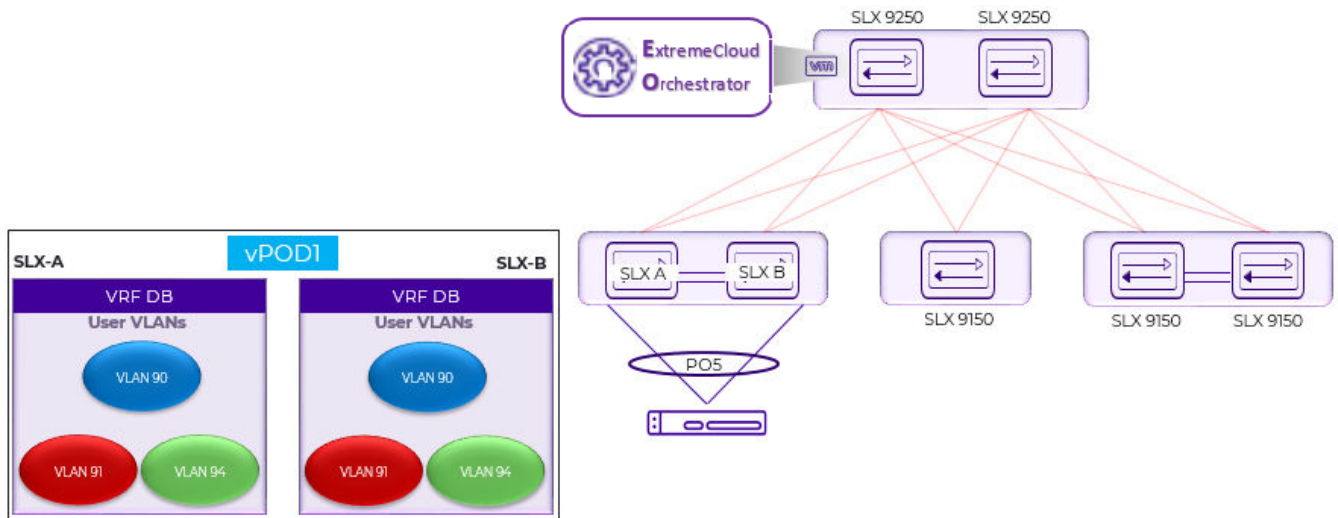 SLX 9250
SLX 9250
ExtremeCloud
Orchestrator
vm
SLX A
SLX B
SLX 9150
SLX 9150
SLX 9150
PO5
vPOD1
SLX-A
SLX-B
VRF DB
User VLANs
VLAN 90
VLAN 91
VLAN 94
VRF DB
User VLANs
VLAN 90
VLAN 91
VLAN 94